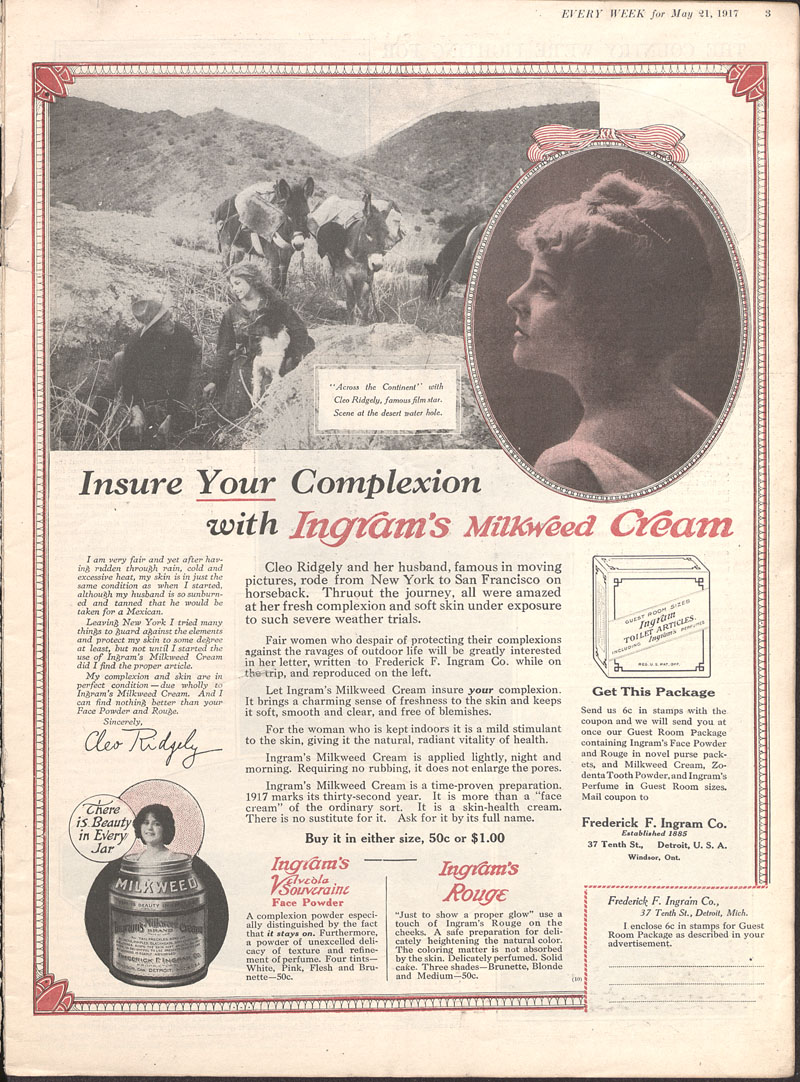 EVERY WEEK for May 21, 1917
3
"Across the Continent" with
Cleo Ridgely, famous film star.
Scene at the desert water hole.
Insure Your Complexion
with Ingram's Milkweed Cream
I am very fair and yet after hav-
ing ridden through rain, cold and
excessive heat, my skin is in just the
same condition as when I started,
although my husband is so sunburn-
ed and tanned that he would be
taken for a Mexican.
Leaving New York I tried many
things to guard against the elements
and protect my skin to some degree
at least, but not until I started the
use of Ingram's Milkweed Cream
did I find the proper article.
My complexion and skin are in
perfect condition—due wholly to
Ingram's Milkweed Cream. And I
can find nothing better than your
Face Powder and Rouge.
Sincerely,
Cleo Ridgely
There
is Beauty
in Every
Jar
MILKWEED
BEAUTY
Ingram's Milkweed Cream
BRAND
FREDERICK F. INGRAM CO.
DETROIT
Cleo Ridgely and her husband, famous in moving
pictures, rode from New York to San Francisco on
horseback. Thruout the journey, all were amazed
at her fresh complexion and soft skin under exposure
to such severe weather trials.
Fair women who despair of protecting their complexions
against the ravages of outdoor life will be greatly interested
in her letter, written to Frederick F. Ingram Co. while on
the trip, and reproduced on the left.
Let Ingram's Milkweed Cream insure your complexion.
It brings a charming sense of freshness to the skin and keeps
it soft, smooth and clear, and free of blemishes.
For the woman who is kept indoors it is a mild stimulant
to the skin, giving it the natural, radiant vitality of health.
Ingram's Milkweed Cream is applied lightly, night and
morning. Requiring no rubbing, it does not enlarge the pores.
Ingram's Milkweed Cream is a time-proven preparation.
1917 marks its thirty-second year. It is more than a "face
cream" of the ordinary sort. It is a skin-health cream.
There is no sustitute for it. Ask for it by its full name.
Buy it in either size, 50c or $1.00
Ingram's
Velveola
Souveraine
Face Powder
A complexion powder especi-
ally distinguished by the fact
that it stays on. Furthermore,
a powder of unexcelled deli-
cacy of texture and refine-
ment of perfume. Four tints—
White, Pink, Flesh and Bru-
nette—50c.
Ingram's
Rouge
"Just to show a proper glow" use a
touch of Ingram's Rouge on the
cheeks. A safe preparation for deli-
cately heightening the natural color.
The coloring matter is not absorbed
by the skin. Delicately perfumed. Solid
cake. Three shades—Brunette, Blonde
and Medium—50c.
(10)
GUEST ROOM SIZES
Ingram
TOILET ARTICLES
INCLUDING Ingram's PERFUMES
REG. U.S. PAT. OFF.
Get This Package
Send us 6c in stamps with the
coupon and we will send you at
once our Guest Room Package
containing Ingram's Face Powder
and Rouge in novel purse pack-
ets, and Milkweed Cream, Zo-
denta Tooth Powder, and Ingram's
Perfume in Guest Room sizes.
Mail coupon to
Frederick F. Ingram Co.
Established 1885
37 Tenth St., Detroit, U. S. A.
Windsor, Ont.
Frederick F. Ingram Co.,
37 Tenth St., Detroit, Mich.
I enclose 6c in stamps for Guest
Room Package as described in your
advertisement.